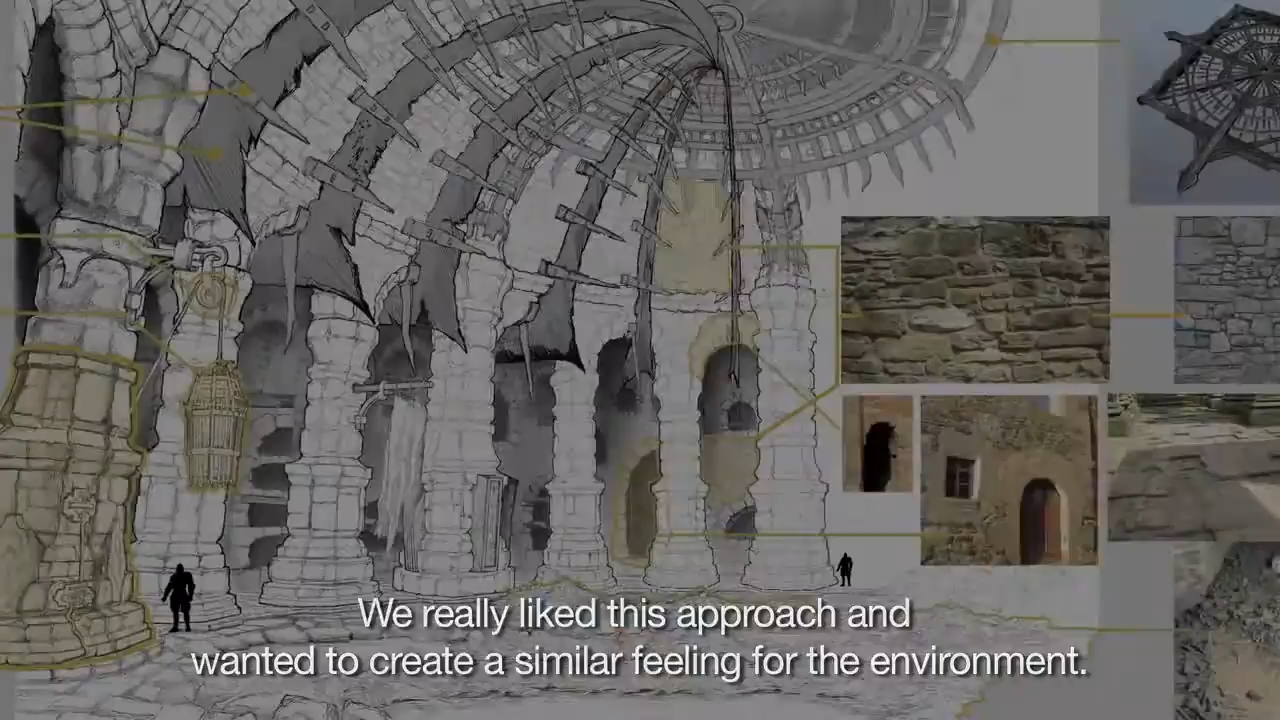 We really liked this approach and
wanted to create a similar feeling for the environment.